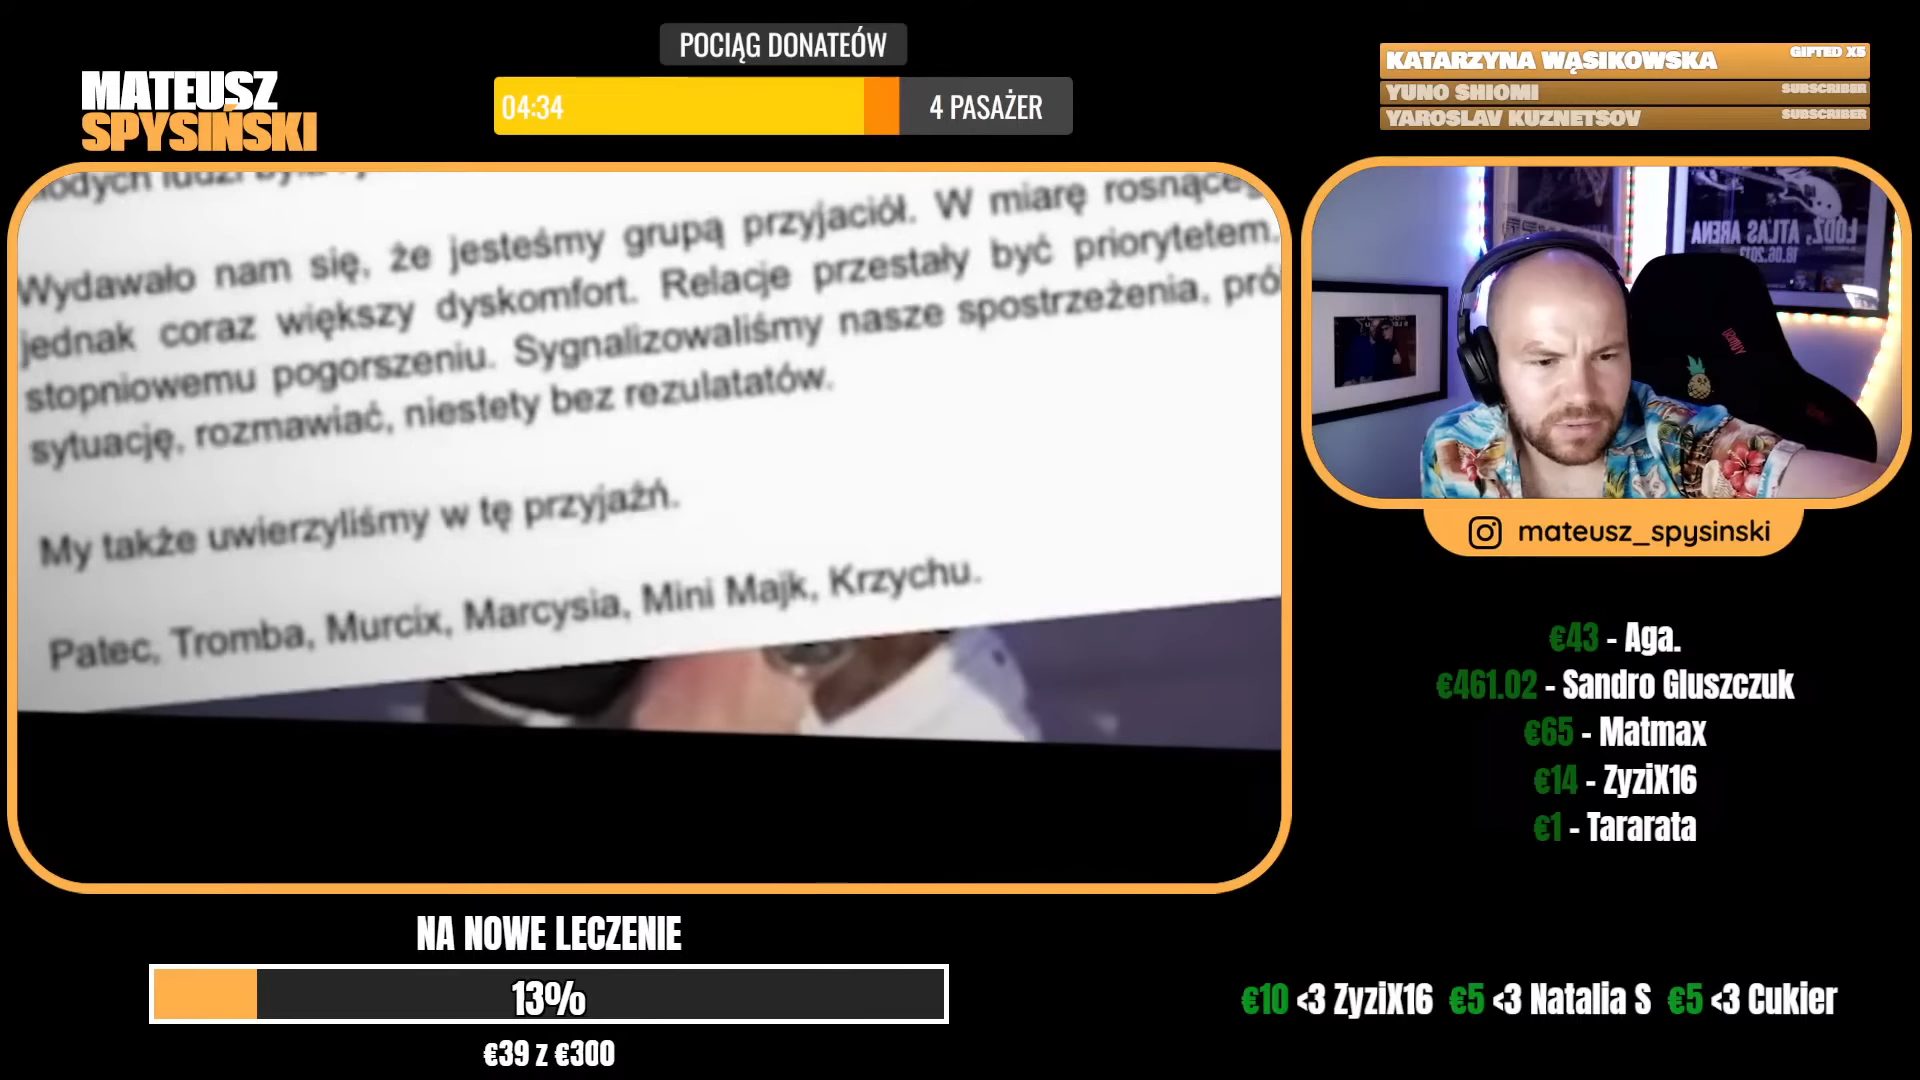 MATEUSZ
SPYSIŃSKI
POCIĄG DONATEÓW
04:34
4 PASAŻER
KATARZYNA WĄSIKOWSKA GIFTED X5
YUNO SHIOMI SUBSCRIBER
YAROSLAV KUZNETSOV SUBSCRIBER
ludzi
Wydawało nam się, że jesteśmy grupą przyjaciół. W miarę
jednak coraz większy dyskomfort. Relacje przestały być priorytetem.
stopniowemu pogorszeniu. Sygnalizowaliśmy nasze spostrzeżenia,
sytuację, rozmawiać, niestety bez rezulatatów.
My także uwierzyliśmy w tę przyjaźń.
Patec, Tromba, Murcix, Marcysia, Mini Majk, Krzychu.
ŁÓDŹ, ATLAS ARENA
mateusz_spysinski
€43 - Aga.
€461.02 - Sandro Gluszczuk
€65 - Matmax
€14 - ZyziX16
€1 - Tararata
NA NOWE LECZENIE
13%
€39 z €300
€10 <3 ZyziX16 €5 <3 Natalia S €5 <3 Cukier